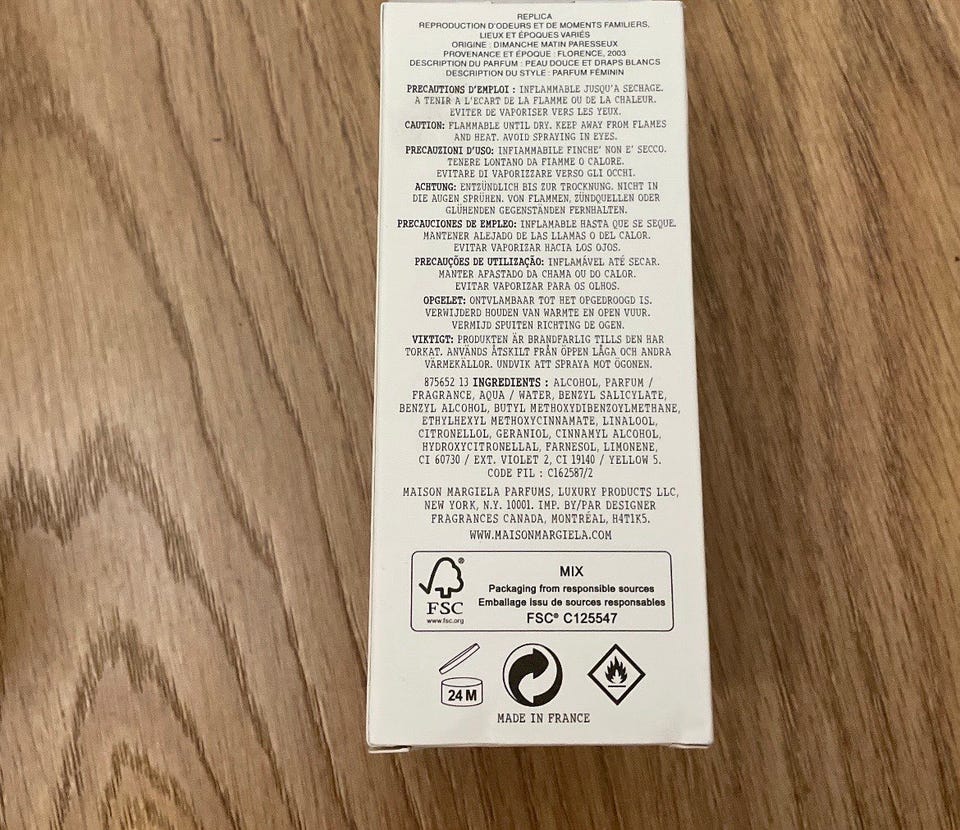 REPLICA
REPRODUCTION D'ODEURS ET DE MOMENTS FAMILIERS,
LIEUX ET ÉPOQUES VARIÉS
ORIGINE : DIMANCHE MATIN PARESSEUX
PROVENANCE ET ÉPOQUE : FLORENCE, 2003
DESCRIPTION DU PARFUM : PEAU DOUCE ET DRAPS BLANCS
DESCRIPTION DU STYLE : PARFUM FÉMININ
PRECAUTIONS D'EMPLOI : INFLAMMABLE JUSQU'A SECHAGE.
A TENIR A L'ECART DE LA FLAMME OU DE LA CHALEUR.
EVITER DE VAPORISER VERS LES YEUX.
CAUTION: FLAMMABLE UNTIL DRY. KEEP AWAY FROM FLAMES
AND HEAT. AVOID SPRAYING IN EYES.
PRECAUZIONI D'USO: INFIAMMABILE FINCHE' NON E' SECCO.
TENERE LONTANO DA FIAMME O CALORE.
EVITARE DI VAPORIZZARE VERSO GLI OCCHI.
ACHTUNG: ENTZÜNDLICH BIS ZUR TROCKNUNG. NICHT IN
DIE AUGEN SPRÜHEN. VON FLAMMEN, ZÜNDQUELLEN ODER
GLÜHENDEN GEGENSTÄNDEN FERNHALTEN.
PRECAUCIONES DE EMPLEO: INFLAMABLE HASTA QUE SE SEQUE.
MANTENER ALEJADO DE LAS LLAMAS O DEL CALOR.
EVITAR VAPORIZAR HACIA LOS OJOS.
PRECAUÇÕES DE UTILIZAÇÃO: INFLAMÁVEL ATÉ SECAR.
MANTER AFASTADO DA CHAMA OU DO CALOR.
EVITAR VAPORIZAR PARA OS OLHOS.
OPGELET: ONTVLAMBAAR TOT HET OPGEDROOGD IS.
VERWIJDERD HOUDEN VAN WARMTE EN OPEN VUUR.
VERMIJD SPUITEN RICHTING DE OGEN.
VIKTIGT: PRODUKTEN ÄR BRANDFARLIG TILLS DEN HAR
TORKAT. ANVÄNDS ÅTSKILT FRÅN ÖPPEN LÅGA OCH ANDRA
VÄRMEKÄLLOR. UNDVIK ATT SPRAYA MOT ÖGONEN.
875652 13 INGREDIENTS : ALCOHOL, PARFUM /
FRAGRANCE, AQUA / WATER, BENZYL SALICYLATE,
BENZYL ALCOHOL, BUTYL METHOXYDIBENZOYLMETHANE,
ETHYLHEXYL METHOXYCINNAMATE, LINALOOL,
CITRONELLOL, GERANIOL, CINNAMYL ALCOHOL,
HYDROXYCITRONELLAL, FARNESOL, LIMONENE,
CI 60730 / EXT. VIOLET 2, CI 19140 / YELLOW 5.
CODE FIL : C162587/2
MAISON MARGIELA PARFUMS, LUXURY PRODUCTS LLC,
NEW YORK, N.Y. 10001. IMP. BY/PAR DESIGNER
FRAGRANCES CANADA, MONTRÉAL, H4T1K5.
WWW.MAISONMARGIELA.COM
FSC
www.fsc.org
MIX
Packaging from responsible sources
Emballage issu de sources responsables
FSC® C125547
24 M
MADE IN FRANCE